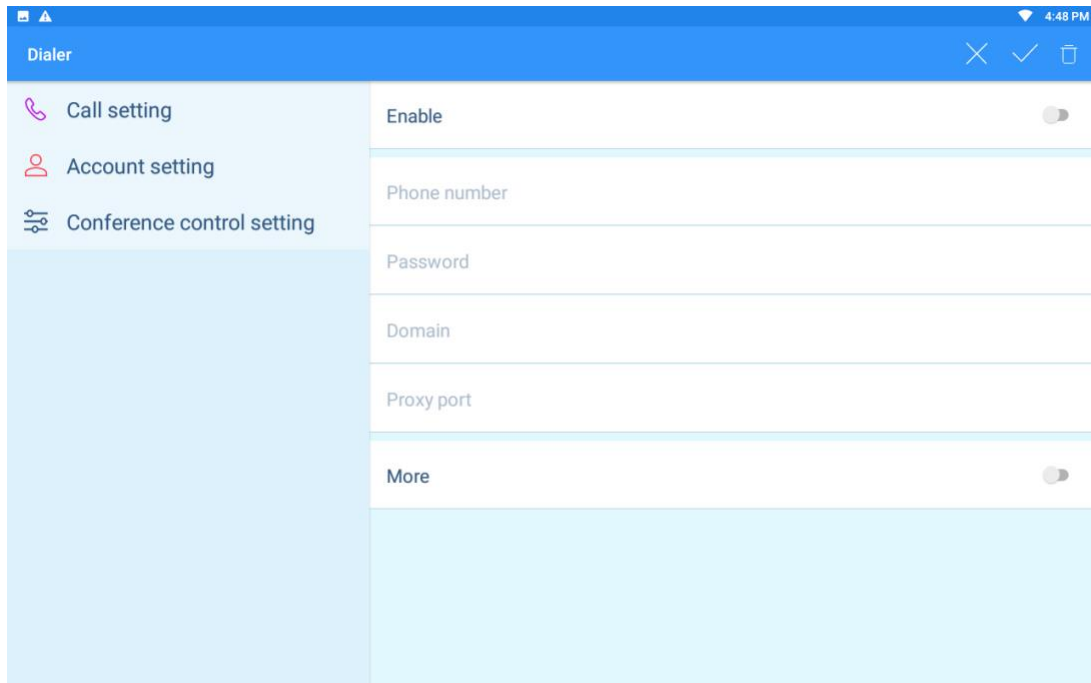 4:48 PM
Dialer
Call setting
Account setting
Conference control setting
Enable
Phone number
Password
Domain
Proxy port
More